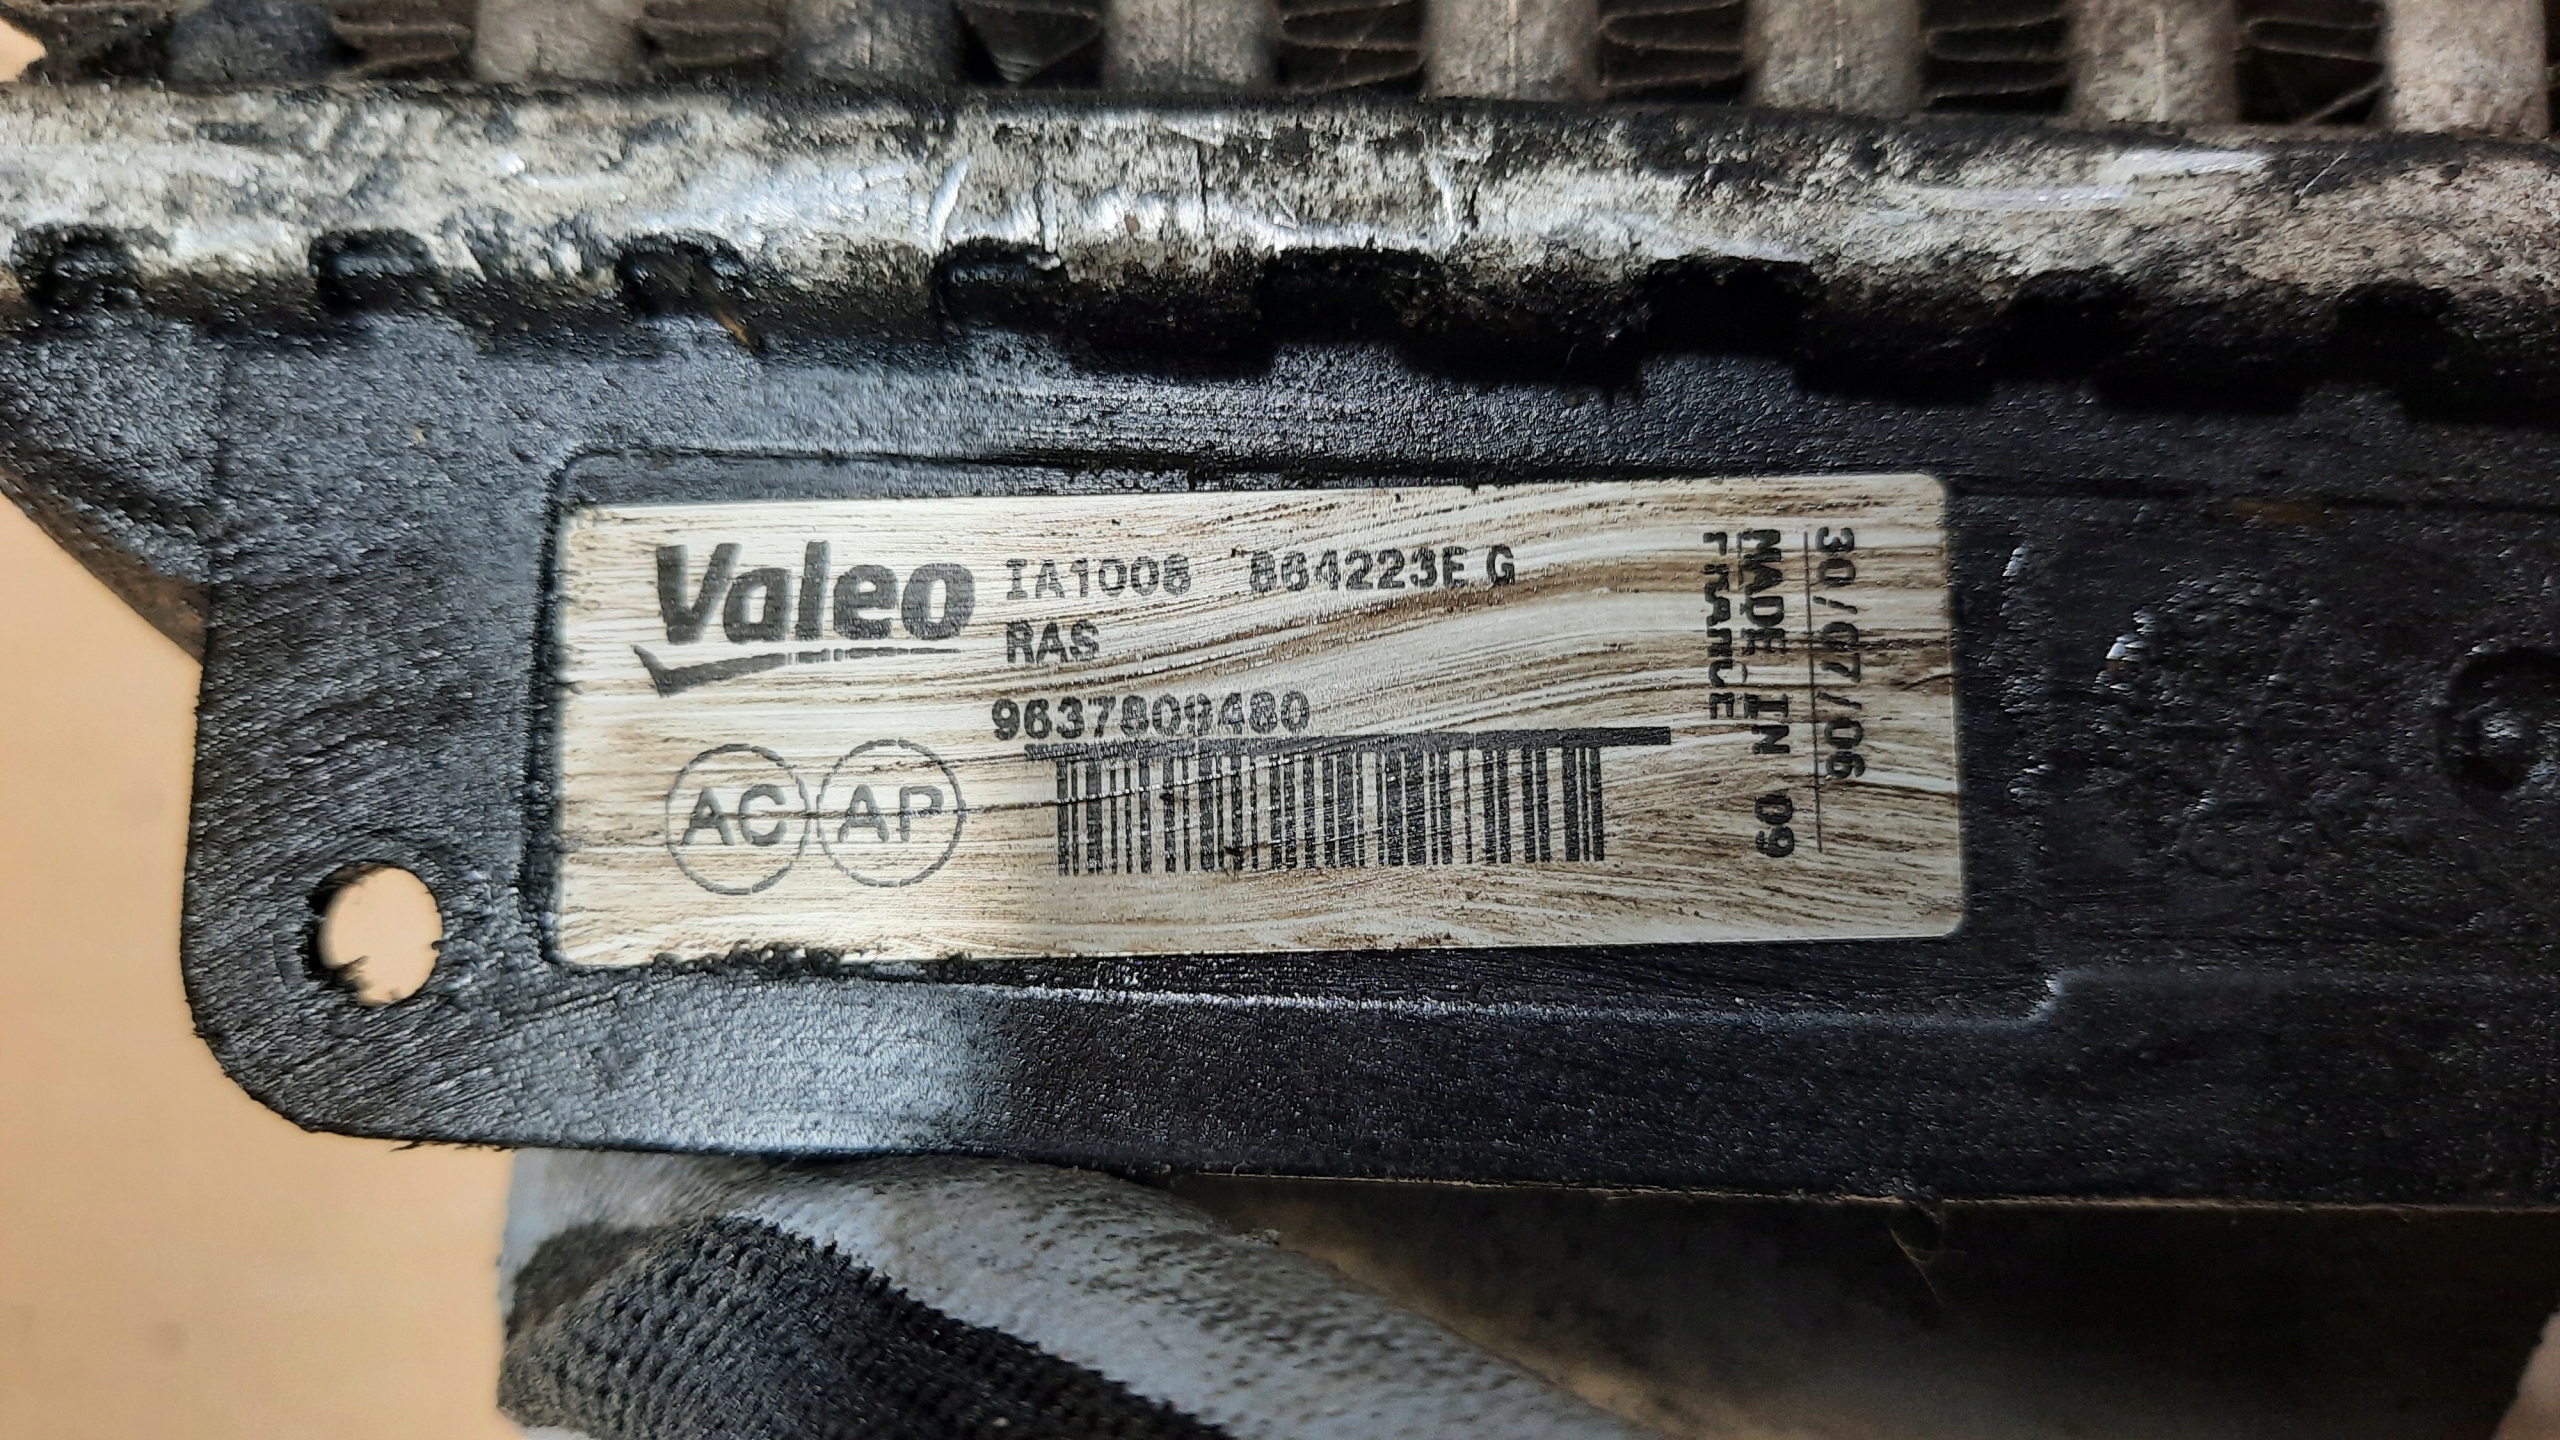 Valeo
IA1008 864223E G
RAS
9637809480
AC AP
30/07/06
MADE IN 09
FRANCE